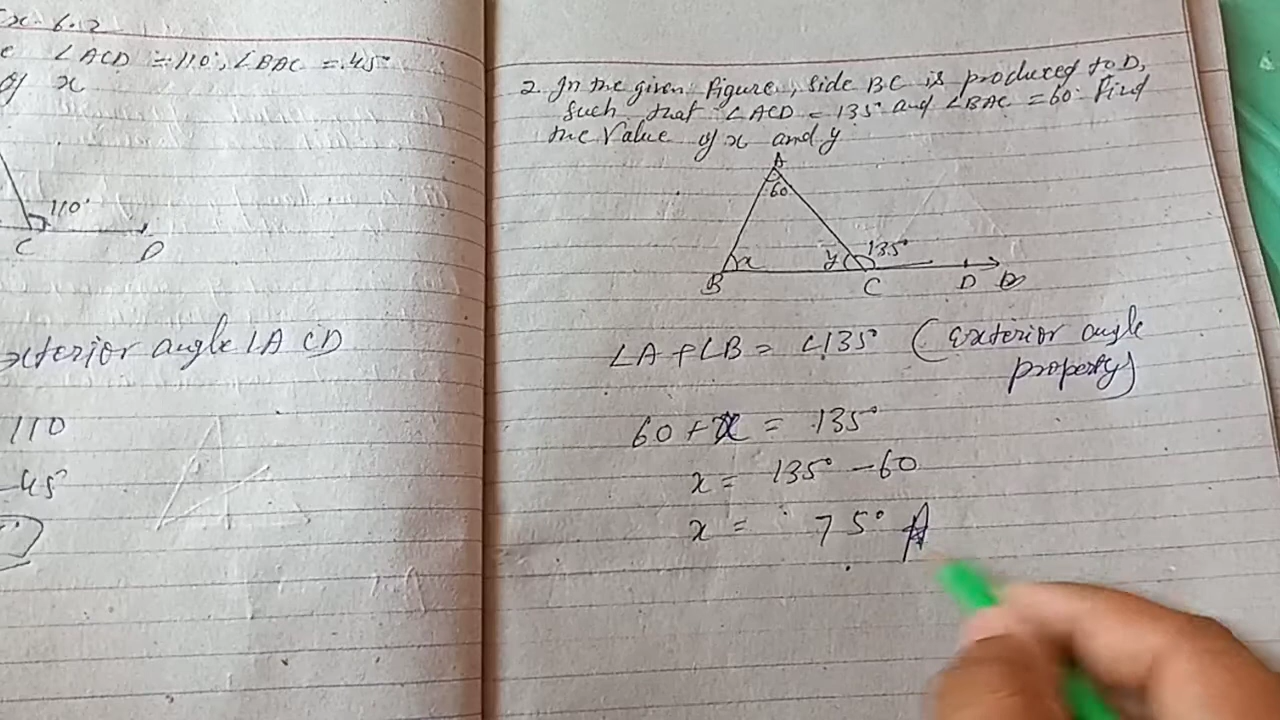 Ex-6.2
∠ACD = 110°, ∠BAC = 45°
of x
110°
C D
exterior angle ∠ACD
110
-45°
2. In the given Figure, Side BC is produced to D,
Such that ∠ACD = 135° and ∠BAC = 60. Find
the Value of x and y
A
60
x y 135°
B C D D
∠A + ∠B = ∠135° (Exterior angle
property)
60 + x = 135°
x = 135° - 60
x = 75° A